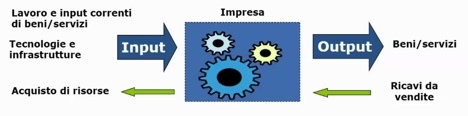 Lavoro e input correnti
di beni/servizi
Tecnologie e
infrastrutture
Acquisto di risorse
Input
Impresa
Output
Beni/servizi
Ricavi da
vendite